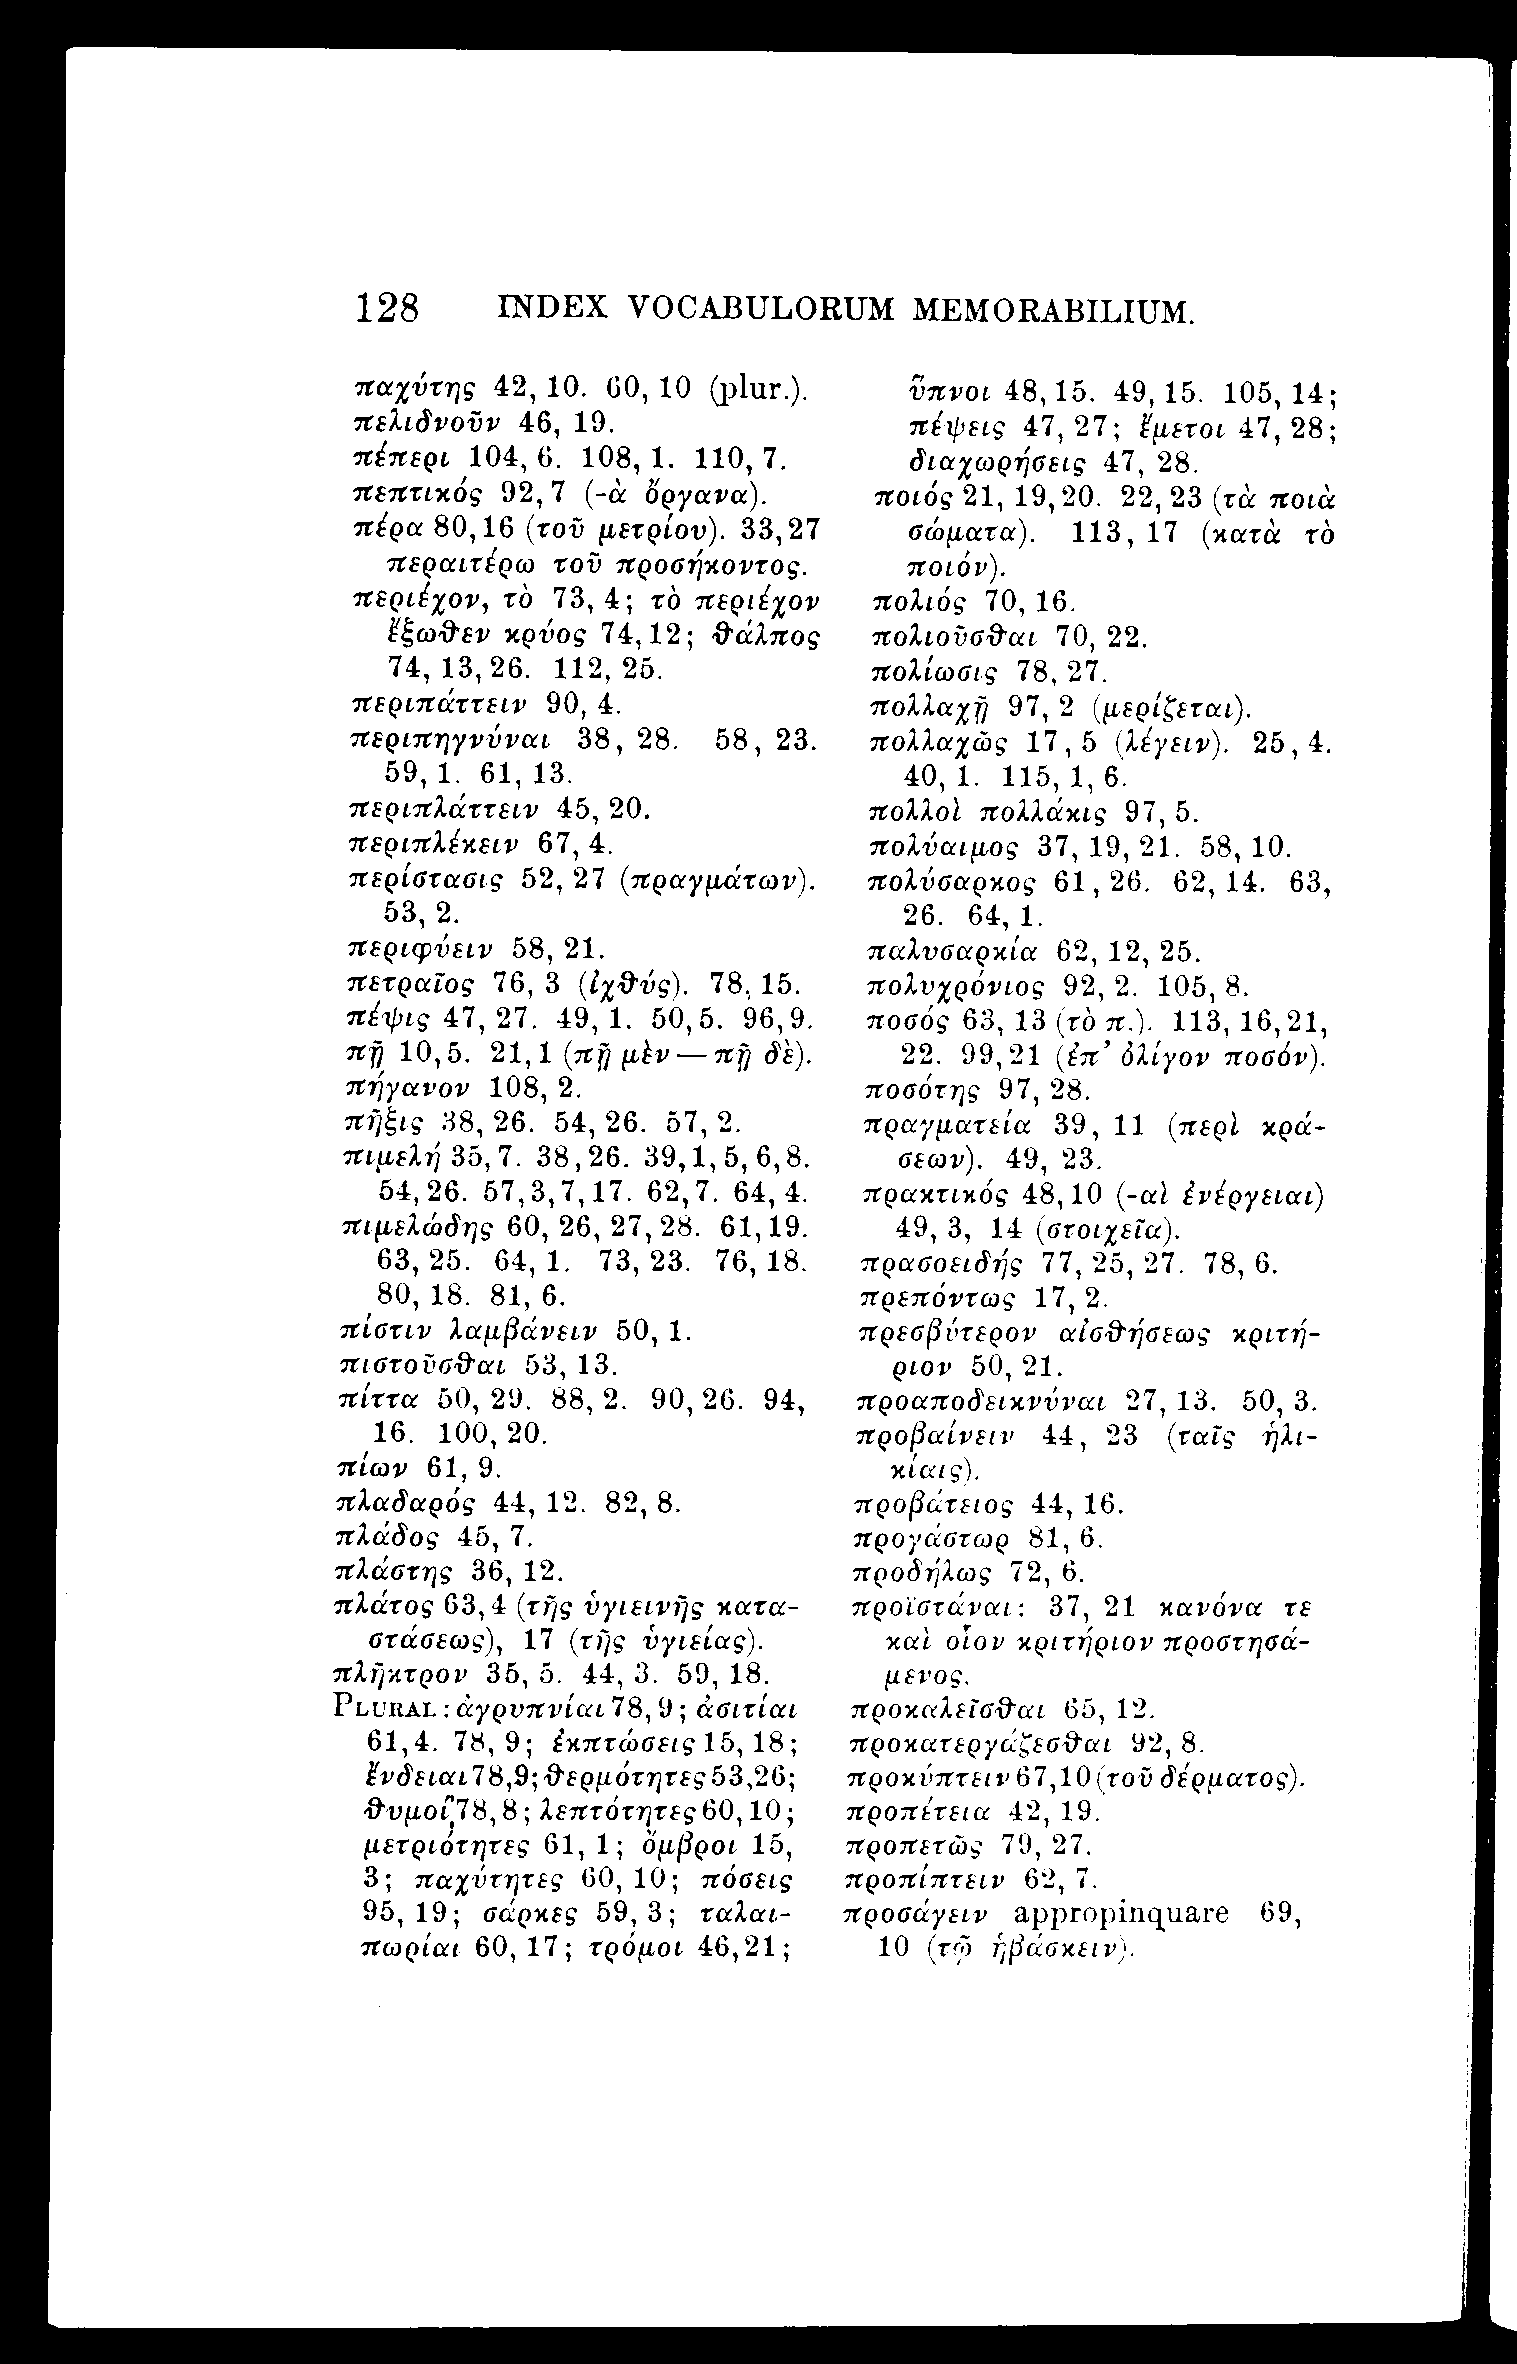 128 INDEX VOCABULORUM MEMORABILIUM.
παχύτης 42, 10. 60, 10 (plur.).
πελιδνοῦν 46, 19.
πέπερι 104, 6. 108, 1. 110, 7.
πεπτικός 92, 7 (-ὰ ὄργανα).
πέρα 80, 16 (τοῦ μετρίου). 33, 27
περαιτέρω τοῦ προσήκοντος.
περιέχον, τὸ 73, 4; τὸ περιέχον
ἔξωθεν κρύος 74, 12; θάλπος
74, 13, 26. 112, 25.
περιπάττειν 90, 4.
περιπηγνύναι 38, 28. 58, 23.
59, 1. 61, 13.
περιπλάττειν 45, 20.
περιπλέκειν 67, 4.
περίστασις 52, 27 (πραγμάτων).
53, 2.
περιφύειν 58, 21.
πετραῖος 76, 3 (ἰχθύς). 78, 15.
πέψις 47, 27. 49, 1. 50, 5. 96, 9.
πῇ 10, 5. 21, 1 (πῇ μὲν — πῇ δὲ).
πήγανον 108, 2.
πῆξις 38, 26. 54, 26. 57, 2.
πιμελή 35, 7. 38, 26. 39, 1, 5, 6, 8.
54, 26. 57, 3, 7, 17. 62, 7. 64, 4.
πιμελώδης 60, 26, 27, 28. 61, 19.
63, 25. 64, 1. 73, 23. 76, 18.
80, 18. 81, 6.
πίστιν λαμβάνειν 50, 1.
πιστοῦσθαι 53, 13.
πίττα 50, 29. 88, 2. 90, 26. 94,
16. 100, 20.
πίων 61, 9.
πλαδαρός 44, 12. 82, 8.
πλάδος 45, 7.
πλάστης 36, 12.
πλάτος 63, 4 (τῆς ὑγιεινῆς κατα-
στάσεως), 17 (τῆς ὑγιείας).
πλῆκτρον 35, 5. 44, 3. 59, 18.
PLURAL: ἀγρυπνίαι 78, 9; ἀσιτίαι
61, 4. 78, 9; ἐκπτώσεις 15, 18;
ἔνδειαι 78, 9; θερμότητες 53, 26;
θυμοί 78, 8; λεπτότητες 60, 10;
μετριότητες 61, 1; ὄμβροι 15,
3; παχύτητες 60, 10; πόσεις
95, 19; σάρκες 59, 3; ταλαι-
πωρίαι 60, 17; τρόμοι 46, 21;
ὕπνοι 48, 15. 49, 15. 105, 14;
πέψεις 47, 27; ἔμετοι 47, 28;
διαχωρήσεις 47, 28.
ποιός 21, 19, 20. 22, 23 (τὰ ποιὰ
σώματα). 113, 17 (κατὰ τὸ
ποιόν).
πολιός 70, 16.
πολιοῦσθαι 70, 22.
πολίωσις 78, 27.
πολλαχῇ 97, 2 (μερίζεται).
πολλαχῶς 17, 5 (λέγειν). 25, 4.
40, 1. 115, 1, 6.
πολλοὶ πολλάκις 97, 5.
πολύαιμος 37, 19, 21. 58, 10.
πολύσαρκος 61, 26. 62, 14. 63,
26. 64, 1.
παλυσαρκία 62, 12, 25.
πολυχρόνιος 92, 2. 105, 8.
ποσός 63, 13 (τὸ π.). 113, 16, 21,
22. 99, 21 (ἐπ’ ὀλίγον ποσόν).
ποσότης 97, 28.
πραγματεία 39, 11 (περὶ κρά-
σεων). 49, 23.
πρακτικός 48, 10 (-αὶ ἐνέργειαι)
49, 3, 14 (στοιχεῖα).
πρασοειδής 77, 25, 27. 78, 6.
πρεπόντως 17, 2.
πρεσβύτερον αἰσθήσεως κριτή-
ριον 50, 21.
προαποδεικνύναι 27, 13. 50, 3.
προβαίνειν 44, 23 (ταῖς ἡλι-
κίαις).
προβάτειος 44, 16.
προγάστωρ 81, 6.
προδήλως 72, 6.
προϊστάναι: 37, 21 κανόνα τε
καὶ οἷον κριτήριον προστησά-
μενος.
προκαλεῖσθαι 65, 12.
προκατεργάζεσθαι 92, 8.
προκύπτειν 67, 10 (τοῦ δέρματος).
προπέτεια 42, 19.
προπετῶς 79, 27.
προπίπτειν 62, 7.
προσάγειν appropinquare 69,
10 (τῷ ἡβάσκειν).